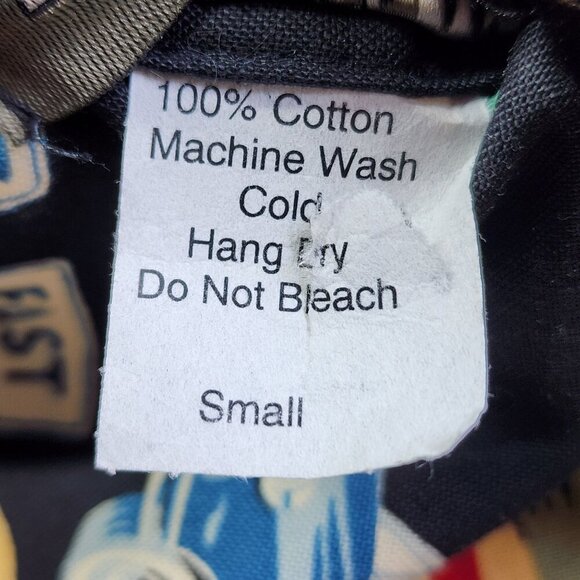 100% Cotton
Machine Wash
Cold
Hang Dry
Do Not Bleach
Small